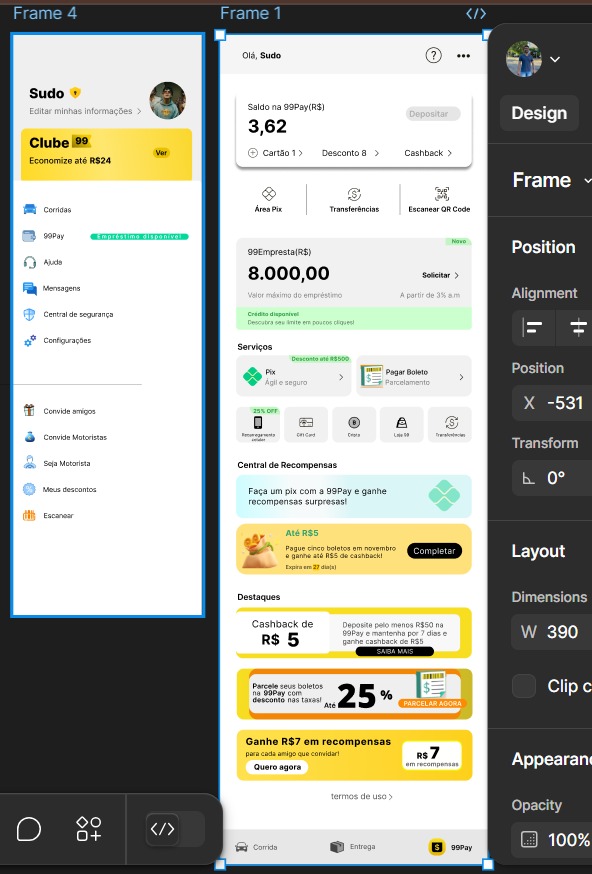 Frame 4
Sudo
Editar minhas informações
Clube 99
Economize até R$24
Ver
Corridas
99Pay
Empréstimo disponível
Ajuda
Mensagens
Central de segurança
Configurações
Convide amigos
Convide Motoristas
Seja Motorista
Meus descontos
Escanear
Frame 1
Olá, Sudo
Saldo na 99Pay(R$)
3,62
Depositar
Cartão 1
Desconto 8
Cashback
Área Pix
Transferências
Escanear QR Code
Novo
99Empresta(R$)
8.000,00
Solicitar
Valor máximo do empréstimo
A partir de 3% a.m
Crédito disponível
Descubra seu limite em poucos cliques!
Serviços
Desconto até R$500
Pix
Ágil e seguro
Pagar Boleto
Parcelamento
25% OFF
Recarregamento
celular
Gift Card
Cripto
Loja 99
Transferências
Central de Recompensas
Faça um pix com a 99Pay e ganhe
recompensas surpresas!
Até R$5
Pague cinco boletos em novembro
e ganhe até R$5 de cashback!
Expira em 27 dia(s)
Completar
Destaques
Cashback de
R$ 5
Deposite pelo menos R$50 na
99Pay e mantenha por 7 dias e
ganhe cashback de R$5
SAIBA MAIS
Parcele seus boletos
na 99Pay com
desconto nas taxas!
Até 25 %
PARCELAR AGORA
Ganhe R$7 em recompensas
para cada amigo que convidar!
Quero agora
R$ 7
em recompensas
termos de uso
Corrida
Entrega
99Pay
Design
Frame
Position
Alignment
Position
X -531
Transform
0°
Layout
Dimensions
W 390
Clip c
Appearanc
Opacity
100%